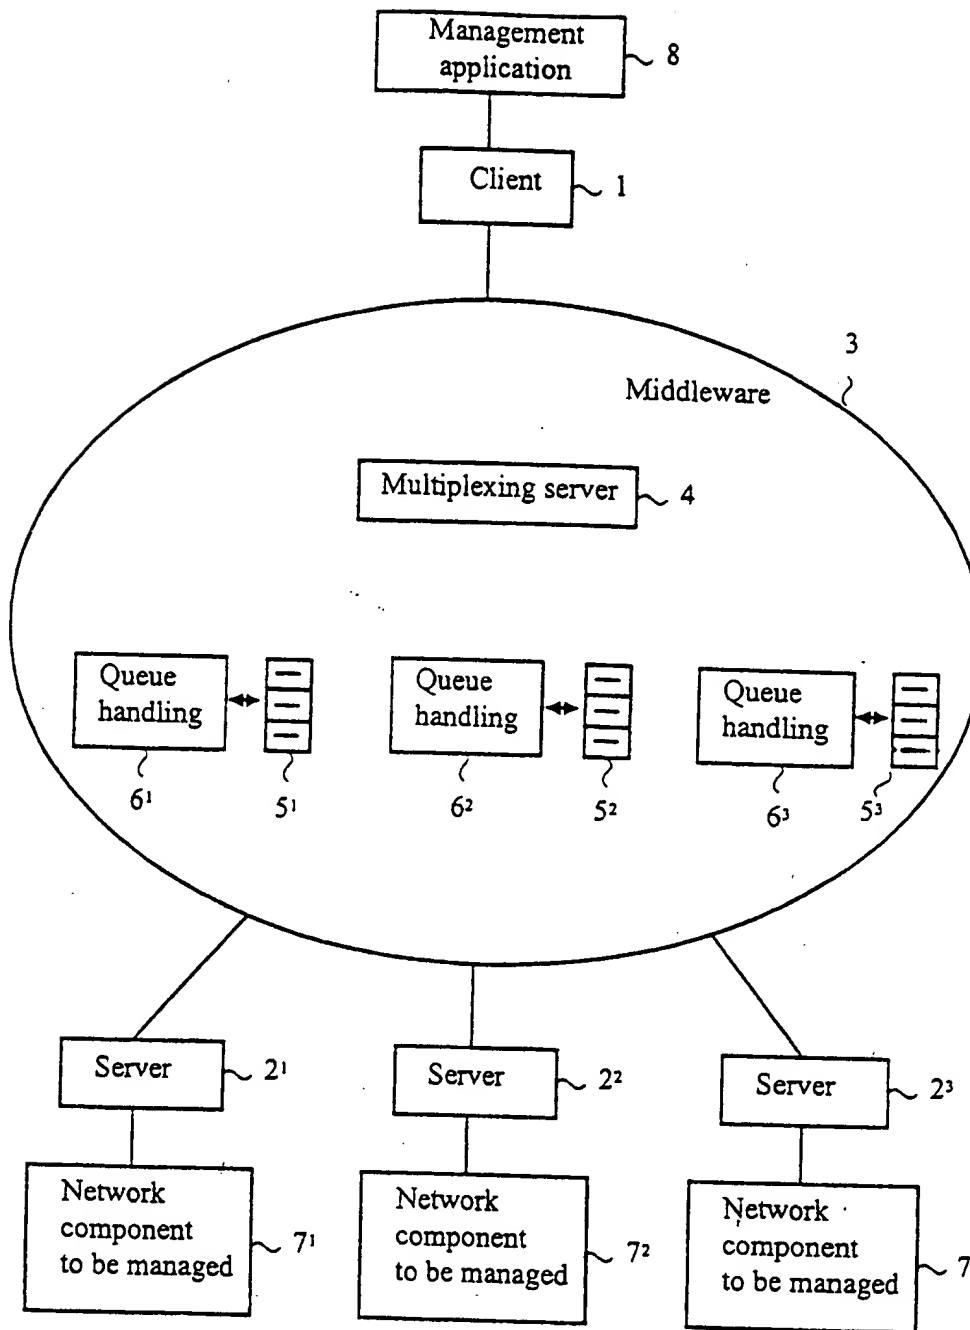 Management
application
8
Client
1
3
Middleware
Multiplexing server
4
Queue
handling
6¹
5¹
Queue
handling
6²
5²
Queue
handling
6³
5³
Server
2¹
Server
2²
Server
2³
Network
component
to be managed
7¹
Network
component
to be managed
7²
Network
component
to be managed
7